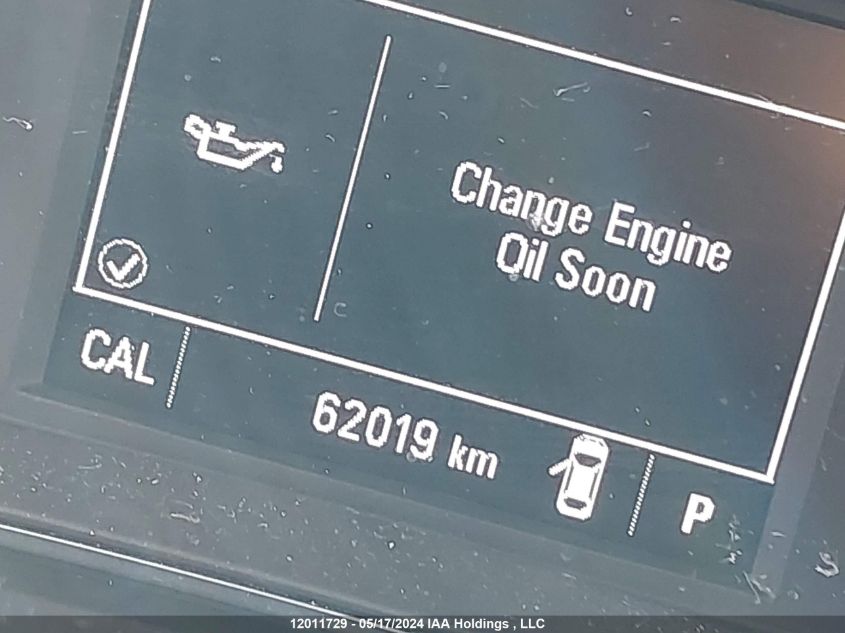 Change Engine
Oil Soon
CAL
62019 km
P
12011729 - 05/17/2024 IAA Holdings , LLC